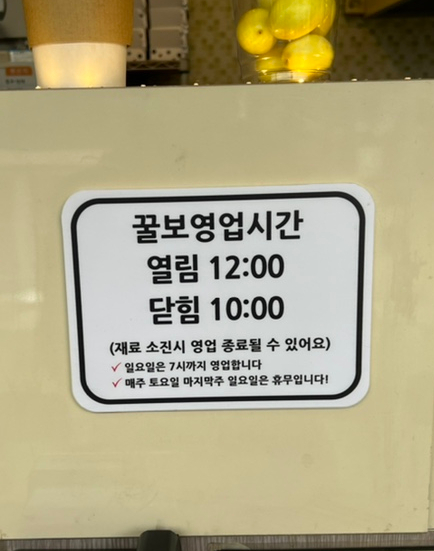 꿀보영업시간
열림 12:00
닫힘 10:00
(재료 소진시 영업 종료될 수 있어요)
✓ 일요일은 7시까지 영업합니다
✓ 매주 토요일 마지막주 일요일은 휴무입니다!